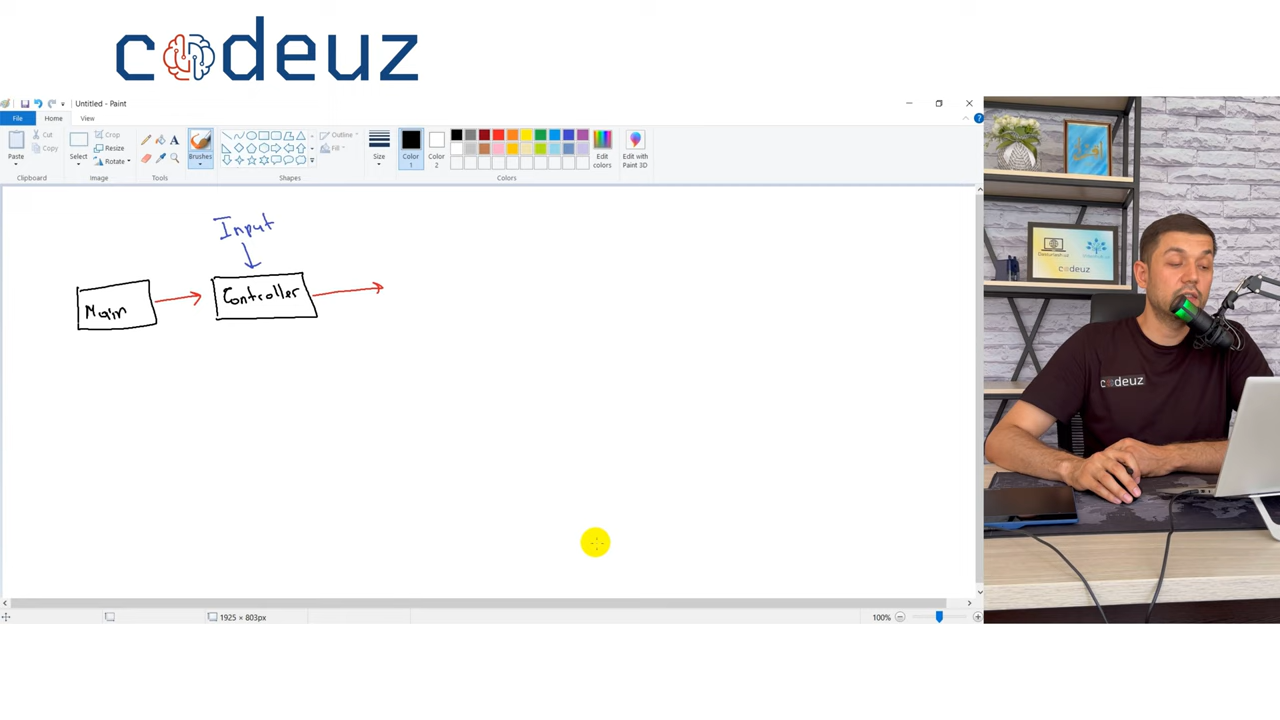 codeuz
Untitled - Paint
File
Home
View
Paste
Cut
Copy
Clipboard
Select
Crop
Resize
Rotate
Image
A
Tools
Brushes
Outline
Fill
Shapes
Size
Color
1
Color
2
Edit
colors
Edit with
Paint 3D
Colors
Input
Main
Controller
1925 × 803px
100%
codeuz
codeuz